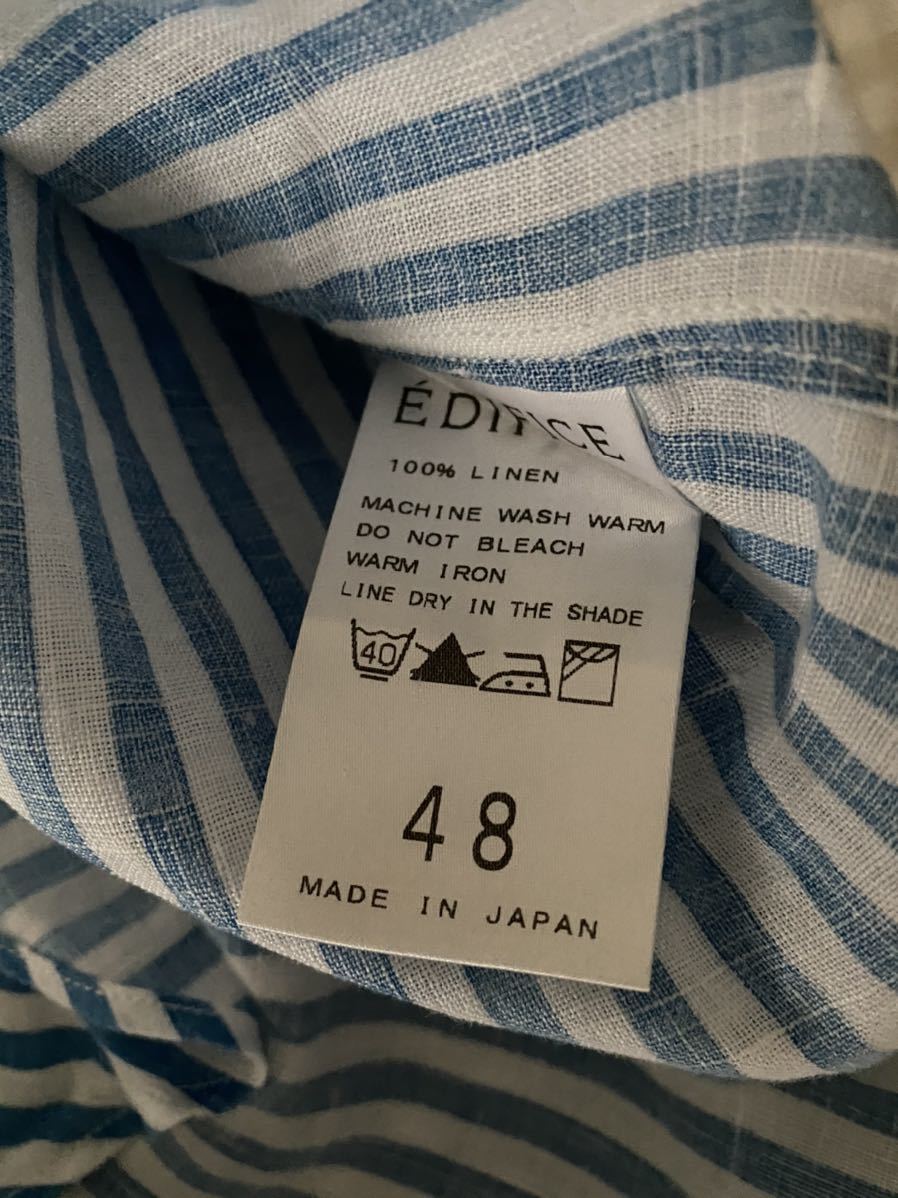 ÉDIFICE
100% LINEN
MACHINE WASH WARM
DO NOT BLEACH
WARM IRON
LINE DRY IN THE SHADE
40
48
MADE IN JAPAN